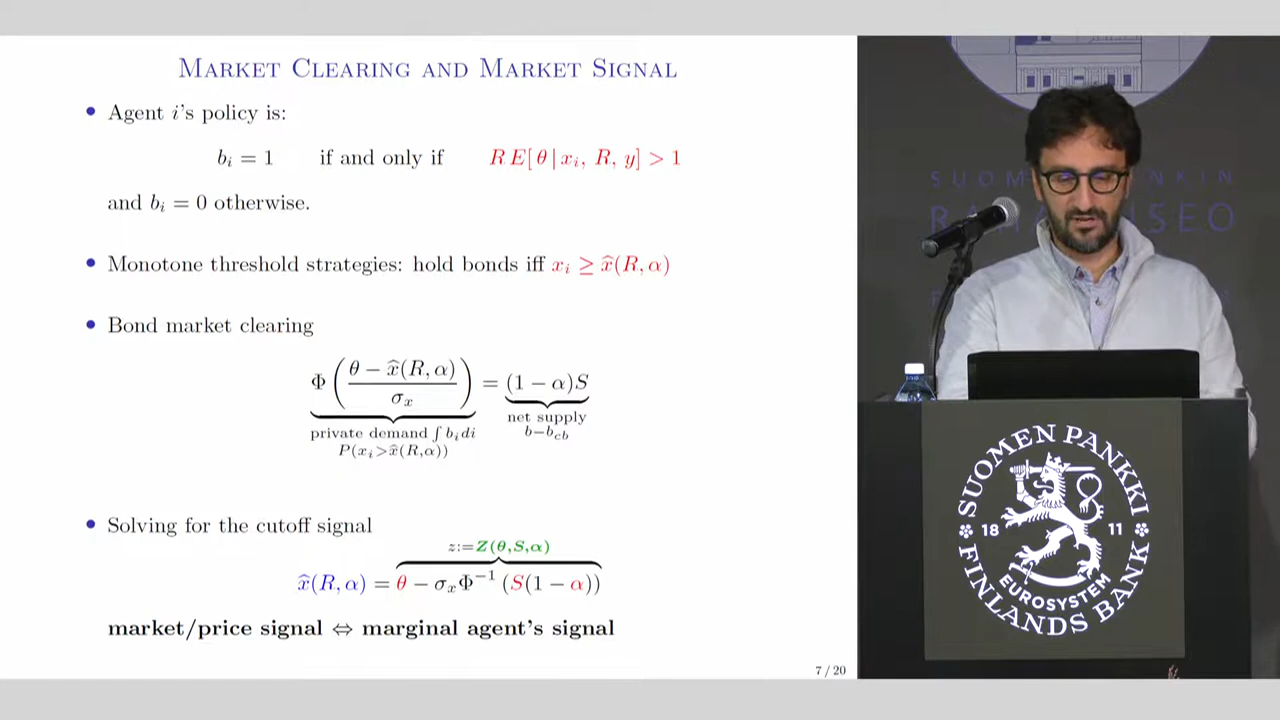 MARKET CLEARING AND MARKET SIGNAL
• Agent i's policy is:
b_i = 1 if and only if R E[θ | x_i, R, y] > 1
and b_i = 0 otherwise.
• Monotone threshold strategies: hold bonds iff x_i ≥ x̂(R, α)
• Bond market clearing
Φ ( (θ − x̂(R, α)) / σ_x ) = (1 − α)S
private demand ∫ b_i di net supply
P(x_i > x̂(R,α)) b−b_cb
• Solving for the cutoff signal
z:=Z(θ,S,α)
x̂(R, α) = θ − σ_xΦ⁻¹ (S(1 − α))
market/price signal ⇔ marginal agent's signal
7 / 20
SUOMEN PANKKI
18 11
EUROSYSTEM
FINLANDS BANK